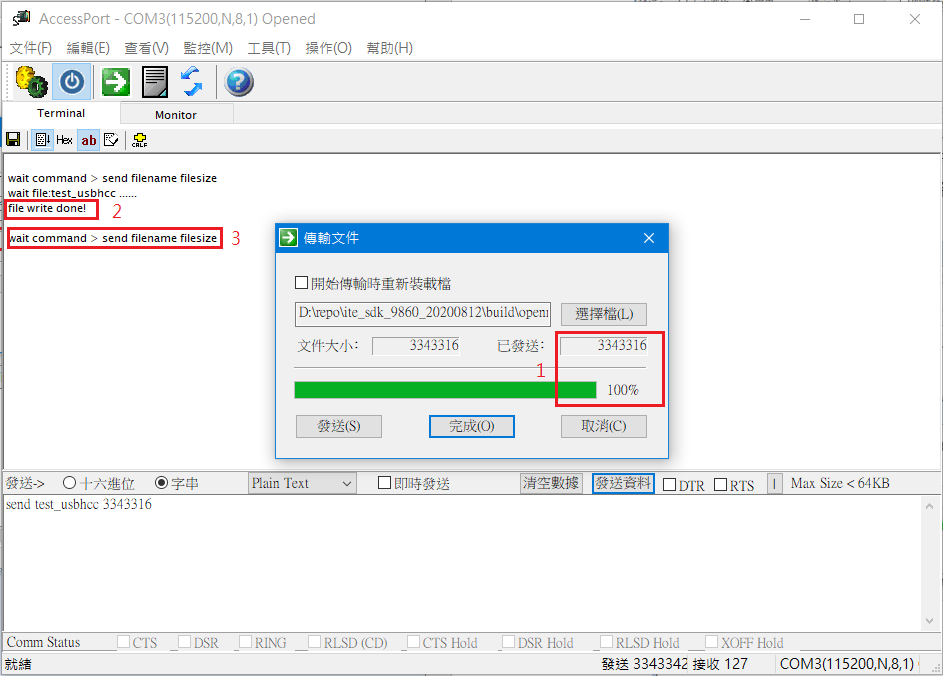 AccessPort - COM3(115200,N,8,1) Opened
文件(F) 編輯(E) 查看(V) 監控(M) 工具(T) 操作(O) 幫助(H)
Terminal Monitor
Hex ab CRLF
wait command > send filename filesize
wait file:test_usbhcc ......
file write done! 2
wait command > send filename filesize 3
傳輸文件
開始傳輸時重新裝載檔
D:\repo\ite_sdk_9860_20200812\build\openr 選擇檔(L)
文件大小: 3343316 已發送: 3343316
1 100%
發送(S) 完成(O) 取消(C)
發送-> 十六進位 字串 Plain Text 即時發送 清空數據 發送資料 DTR RTS Max Size < 64KB
send test_usbhcc 3343316
Comm Status CTS DSR RING RLSD (CD) CTS Hold DSR Hold RLSD Hold XOFF Hold
就緒 發送 3343342 接收 127 COM3(115200,N,8,1)